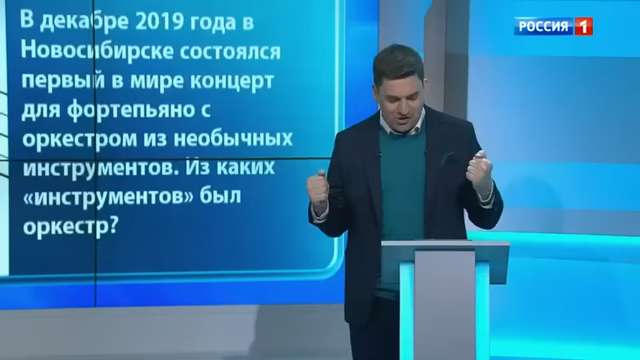 В декабре 2019 года в
Новосибирске состоялся
первый в мире концерт
для фортепьяно с
оркестром из необычных
инструментов. Из каких
«инструментов» был
оркестр?
РОССИЯ 1